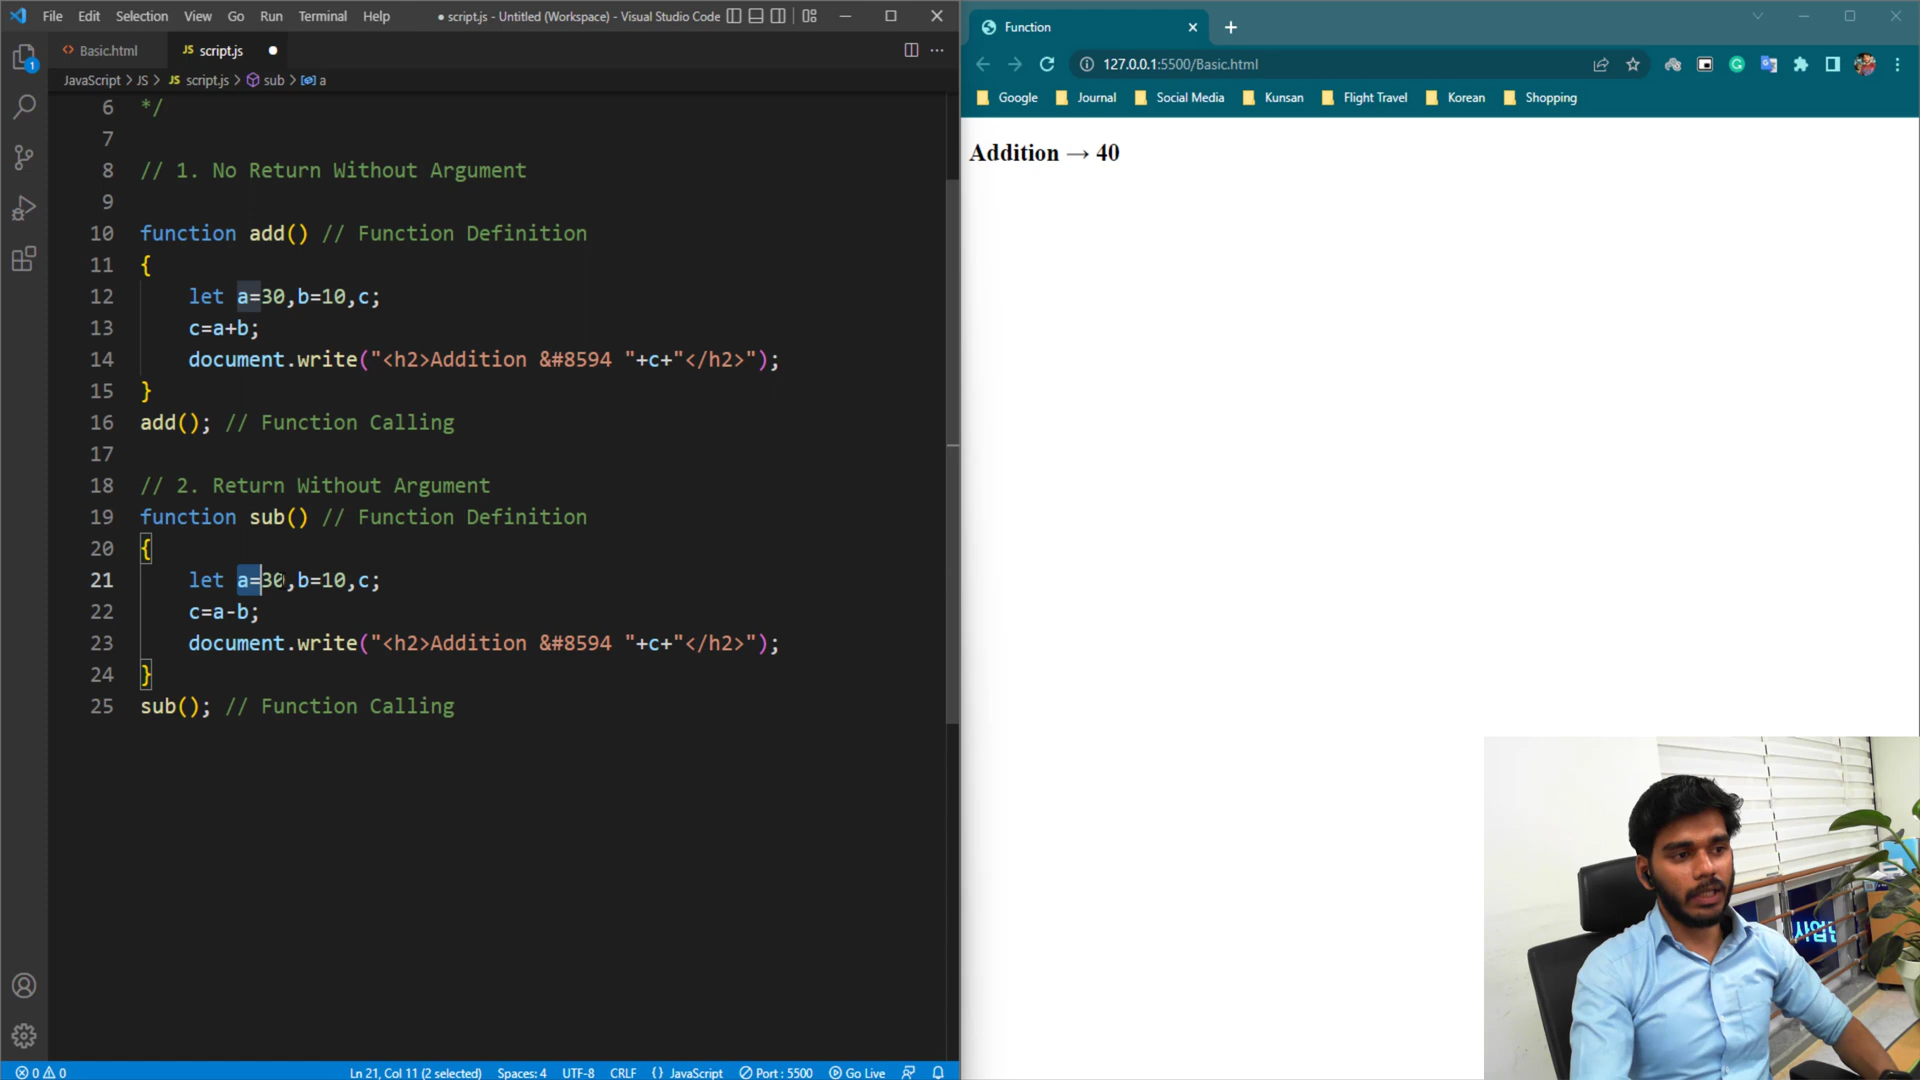 File Edit Selection View Go Run Terminal Help
● script.js - Untitled (Workspace) - Visual Studio Code
Basic.html
JS script.js ●
JavaScript > JS > JS script.js > sub > a
1
6 */
7
8 // 1. No Return Without Argument
9
10 function add() // Function Definition
11 {
12 let a=30,b=10,c;
13 c=a+b;
14 document.write("<h2>Addition &#8594 "+c+"</h2>");
15 }
16 add(); // Function Calling
17
18 // 2. Return Without Argument
19 function sub() // Function Definition
20 {
21 let a=30,b=10,c;
22 c=a-b;
23 document.write("<h2>Addition &#8594 "+c+"</h2>");
24 }
25 sub(); // Function Calling
0 0 Ln 21, Col 11 (2 selected) Spaces: 4 UTF-8 CRLF {} JavaScript Port : 5500 Go Live
Function
127.0.0.1:5500/Basic.html
Google Journal Social Media Kunsan Flight Travel Korean Shopping
Addition → 40